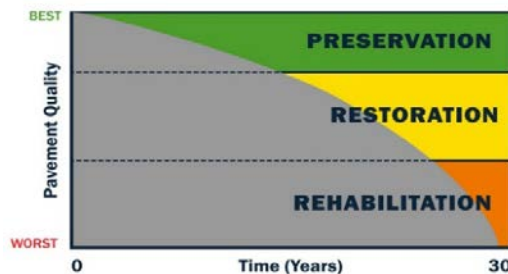 BEST
PRESERVATION
RESTORATION
REHABILITATION
Pavement Quality
WORST
0
Time (Years)
30